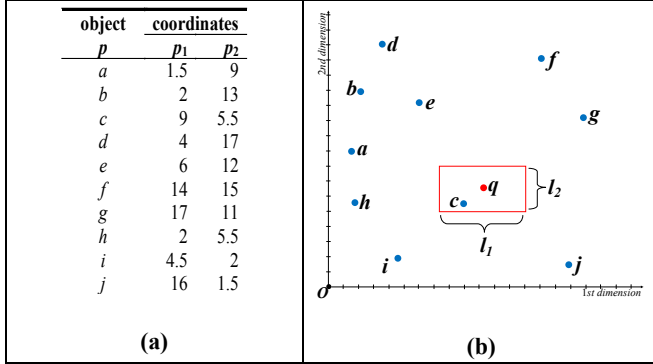 object coordinates
p p1 p2
a 1.5 9
b 2 13
c 9 5.5
d 4 17
e 6 12
f 14 15
g 17 11
h 2 5.5
i 4.5 2
j 16 1.5
(a)
2nd dimension
d
f
b
e
g
a
q
l2
h
c
l1
i
j
O
1st dimension
(b)